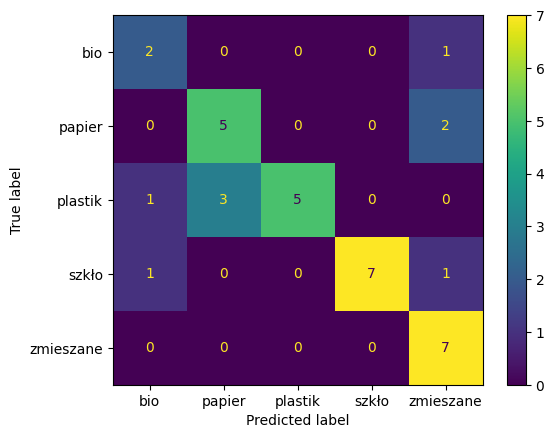 bio 2 0 0 0 1
papier 0 5 0 0 2
plastik 1 3 5 0 0
szkło 1 0 0 7 1
zmieszane 0 0 0 0 7
bio papier plastik szkło zmieszane
True label
Predicted label
7
6
5
4
3
2
1
0